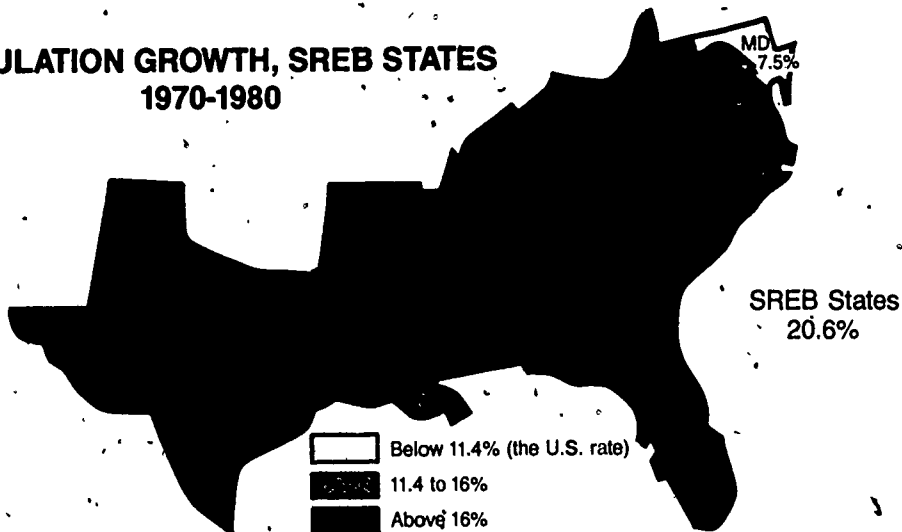 ULATION GROWTH, SREB STATES
1970-1980
MD
7.5%
SREB States
20.6%
Below 11.4% (the U.S. rate)
11.4 to 16%
Above 16%